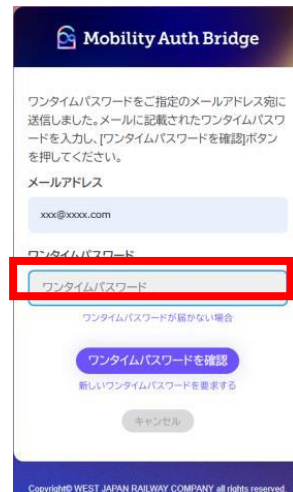 Mobility Auth Bridge
ワンタイムパスワードをご指定のメールアドレス宛に
送信しました。メールに記載されたワンタイムパスワ
ードを入力し、[ワンタイムパスワードを確認]ボタン
を押してください。
メールアドレス
xxx@xxxx.com
ワンタイムパスワード
ワンタイムパスワード
ワンタイムパスワードが届かない場合
ワンタイムパスワードを確認
新しいワンタイムパスワードを要求する
キャンセル
Copyright© WEST JAPAN RAILWAY COMPANY all rights reserved